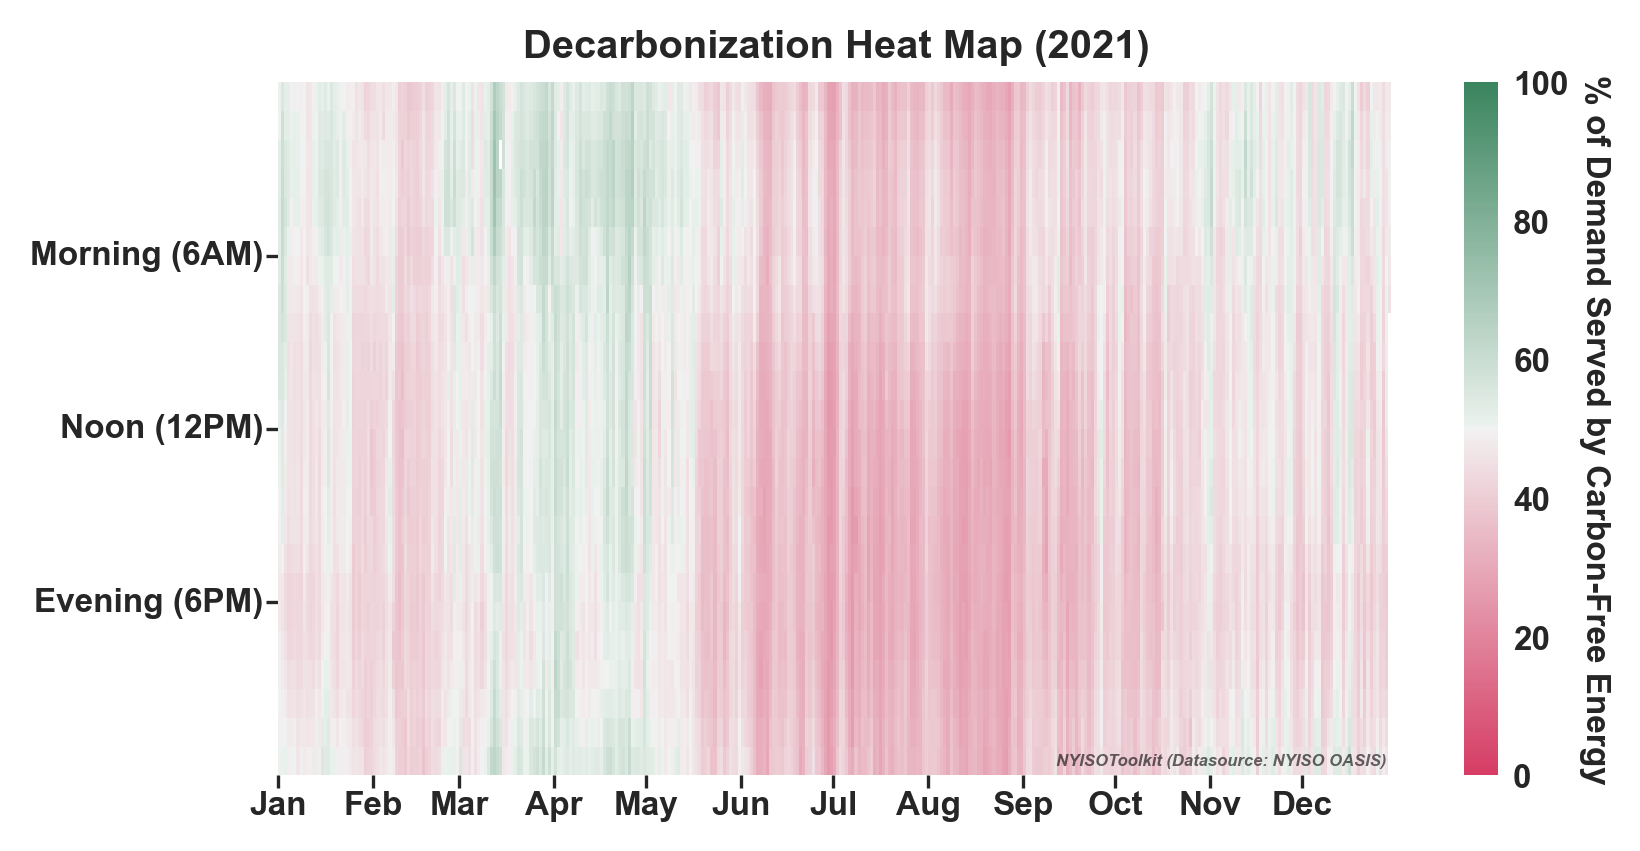 Decarbonization Heat Map (2021)
Morning (6AM)
Noon (12PM)
Evening (6PM)
NYISOToolkit (Datasource: NYISO OASIS)
Jan Feb Mar Apr May Jun Jul Aug Sep Oct Nov Dec
100
80
60
40
20
0
% of Demand Served by Carbon-Free Energy